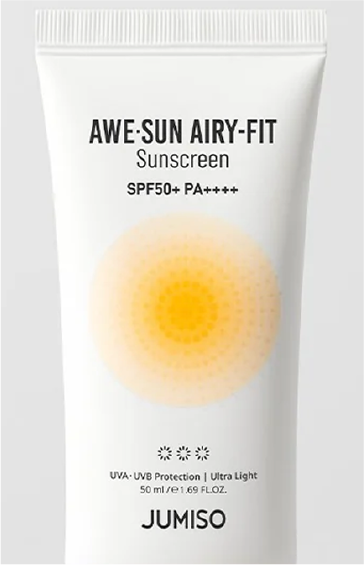 AWE·SUN AIRY-FIT
Sunscreen
SPF50+ PA++++
UVA·UVB Protection | Ultra Light
50 ml /℮1.69 FL.OZ.
JUMISO